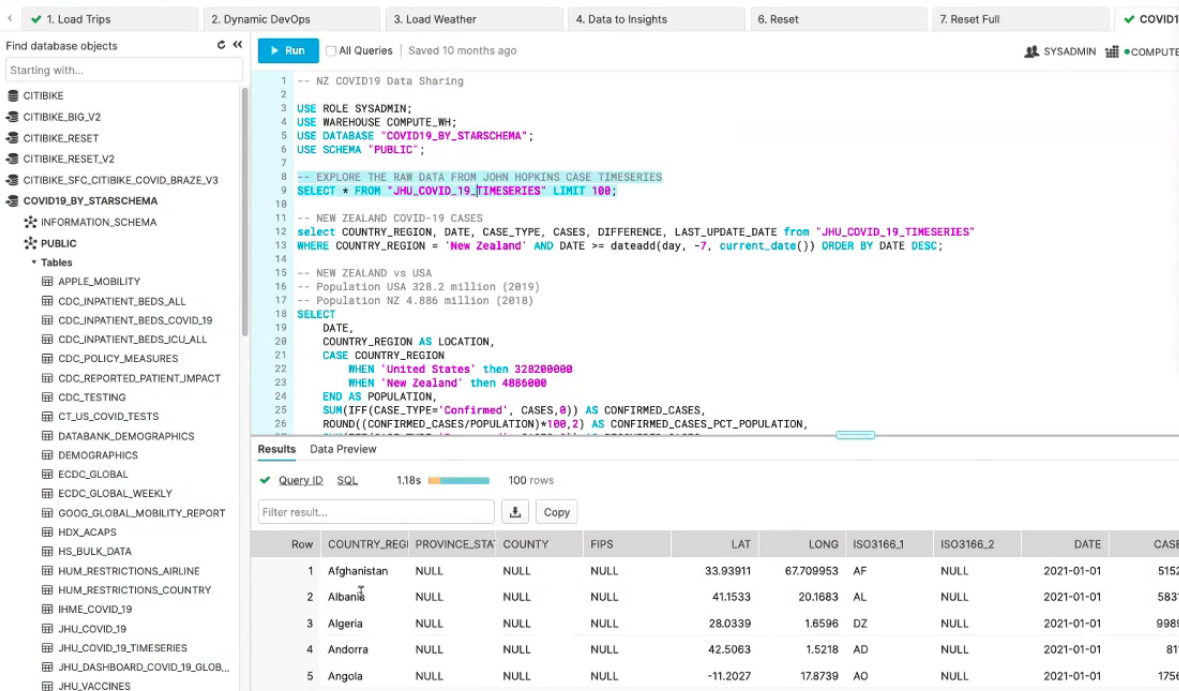 1. Load Trips
2. Dynamic DevOps
3. Load Weather
4. Data to Insights
6. Reset
7. Reset Full
COVID1
Find database objects
Starting with...
Run
All Queries
Saved 10 months ago
SYSADMIN
COMPUTE
CITIBIKE
CITIBIKE_BIG_V2
CITIBIKE_RESET
CITIBIKE_RESET_V2
CITIBIKE_SFC_CITIBIKE_COVID_BRAZE_V3
COVID19_BY_STARSCHEMA
INFORMATION_SCHEMA
PUBLIC
Tables
APPLE_MOBILITY
CDC_INPATIENT_BEDS_ALL
CDC_INPATIENT_BEDS_COVID_19
CDC_INPATIENT_BEDS_ICU_ALL
CDC_POLICY_MEASURES
CDC_REPORTED_PATIENT_IMPACT
CDC_TESTING
CT_US_COVID_TESTS
DATABANK_DEMOGRAPHICS
DEMOGRAPHICS
ECDC_GLOBAL
ECDC_GLOBAL_WEEKLY
GOOG_GLOBAL_MOBILITY_REPORT
HDX_ACAPS
HS_BULK_DATA
HUM_RESTRICTIONS_AIRLINE
HUM_RESTRICTIONS_COUNTRY
IHME_COVID_19
JHU_COVID_19
JHU_COVID_19_TIMESERIES
JHU_DASHBOARD_COVID_19_GLOB...
JHU_VACCINES
1 -- NZ COVID19 Data Sharing
2
3 USE ROLE SYSADMIN;
4 USE WAREHOUSE COMPUTE_WH;
5 USE DATABASE "COVID19_BY_STARSCHEMA";
6 USE SCHEMA "PUBLIC";
7
8 -- EXPLORE THE RAW DATA FROM JOHN HOPKINS CASE TIMESERIES
9 SELECT * FROM "JHU_COVID_19_TIMESERIES" LIMIT 100;
10
11 -- NEW ZEALAND COVID-19 CASES
12 select COUNTRY_REGION, DATE, CASE_TYPE, CASES, DIFFERENCE, LAST_UPDATE_DATE from "JHU_COVID_19_TIMESERIES"
13 WHERE COUNTRY_REGION = 'New Zealand' AND DATE >= dateadd(day, -7, current_date()) ORDER BY DATE DESC;
14
15 -- NEW ZEALAND vs USA
16 -- Population USA 328.2 million (2019)
17 -- Population NZ 4.886 million (2018)
18 SELECT
19 DATE,
20 COUNTRY_REGION AS LOCATION,
21 CASE COUNTRY_REGION
22 WHEN 'United States' then 328200000
23 WHEN 'New Zealand' then 4886000
24 END AS POPULATION,
25 SUM(IFF(CASE_TYPE='Confirmed', CASES,0)) AS CONFIRMED_CASES,
26 ROUND((CONFIRMED_CASES/POPULATION)*100,2) AS CONFIRMED_CASES_PCT_POPULATION,
Results
Data Preview
Query ID
SQL
1.18s
100 rows
Filter result...
Copy
Row COUNTRY_REGI PROVINCE_STA COUNTY FIPS LAT LONG ISO3166_1 ISO3166_2 DATE CASE
1 Afghanistan NULL NULL NULL 33.93911 67.709953 AF NULL 2021-01-01 5152
2 Albania NULL NULL NULL 41.1533 20.1683 AL NULL 2021-01-01 5831
3 Algeria NULL NULL NULL 28.0339 1.6596 DZ NULL 2021-01-01 9989
4 Andorra NULL NULL NULL 42.5063 1.5218 AD NULL 2021-01-01 811
5 Angola NULL NULL NULL -11.2027 17.8739 AO NULL 2021-01-01 1756